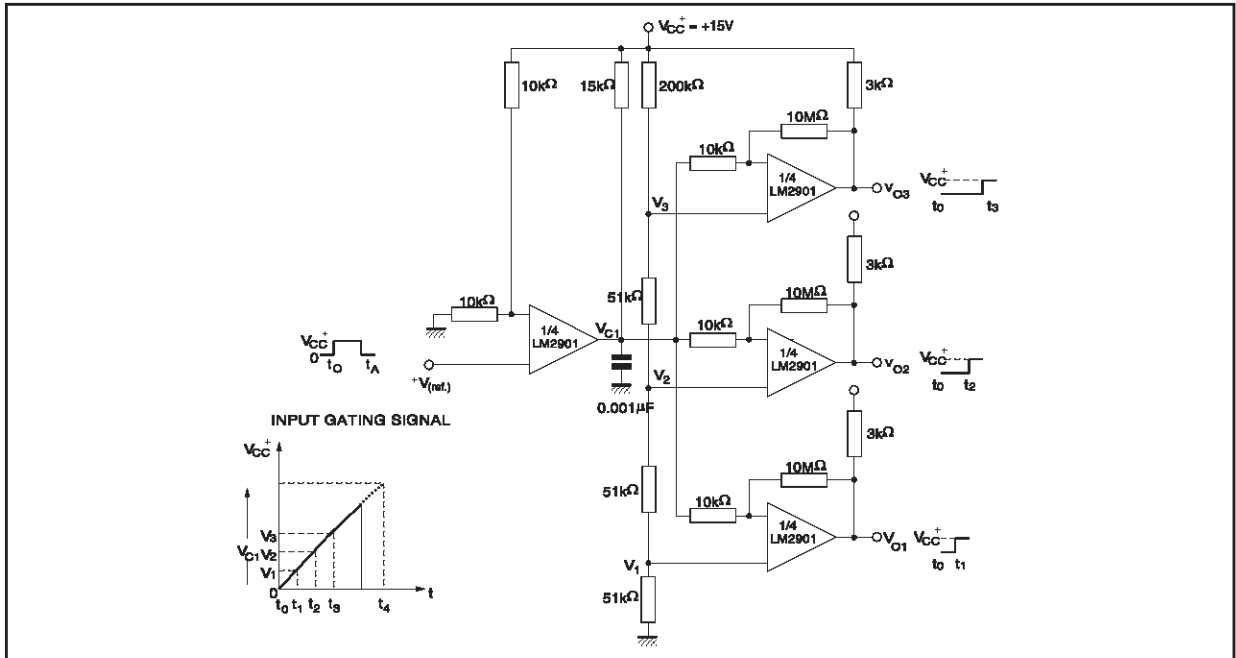 VCC+ = +15V
10kΩ
15kΩ
200kΩ
3kΩ
10MΩ
10kΩ
1/4
LM2901
VO3
VCC+
t0
t3
V3
3kΩ
51kΩ
10MΩ
10kΩ
10kΩ
1/4
LM2901
VC1
1/4
LM2901
VO2
VCC+
t0
t2
VCC+
0
tO
tA
+V(ref.)
V2
0.001µF
3kΩ
INPUT GATING SIGNAL
VCC+
51kΩ
10MΩ
10kΩ
1/4
LM2901
VO1
VCC+
t0
t1
V3
VC1
V2
V1
V1
0
t
t0
t1
t2
t3
t4
51kΩ